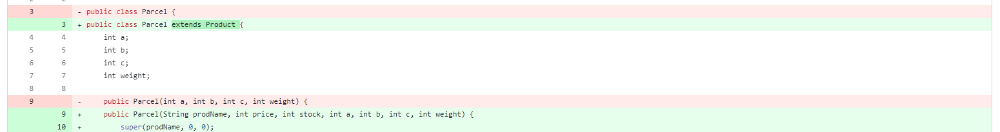 3 - public class Parcel {
3 + public class Parcel extends Product {
4 4 int a;
5 5 int b;
6 6 int c;
7 7 int weight;
8 8
9 - public Parcel(int a, int b, int c, int weight) {
9 + public Parcel(String prodName, int price, int stock, int a, int b, int c, int weight) {
10 + super(prodName, 0, 0);